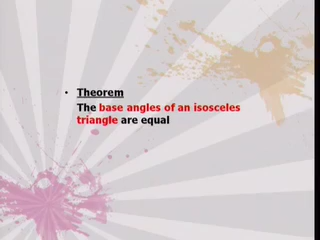 • Theorem
The base angles of an isosceles
triangle are equal